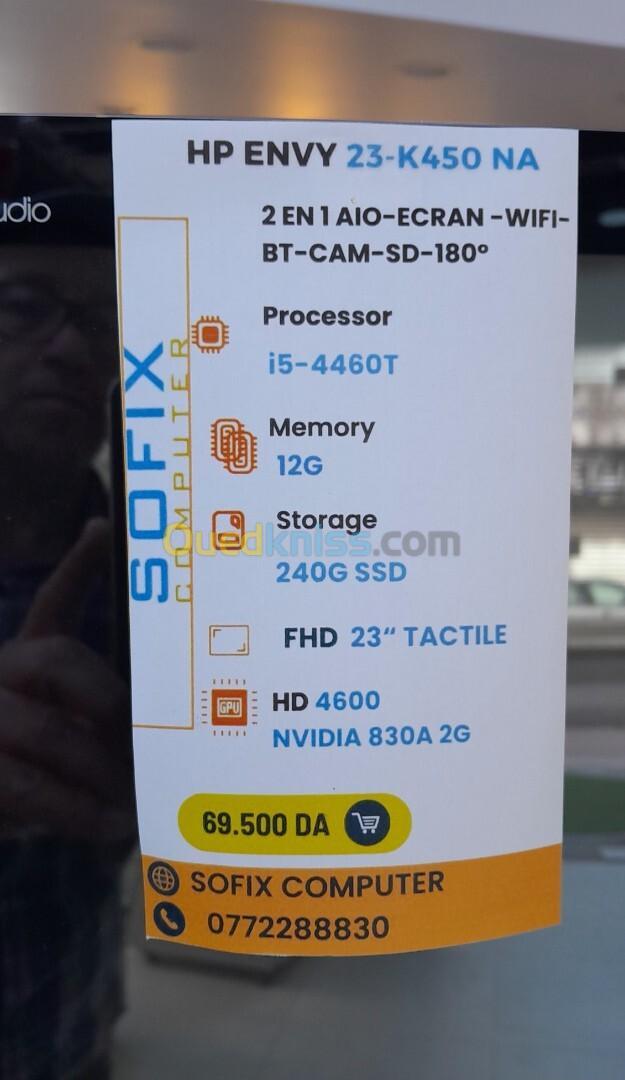 HP ENVY 23-K450 NA
udio
2 EN 1 AIO-ECRAN -WIFI-
BT-CAM-SD-180°
Processor
i5-4460T
SOFIX
COMPUTER
Memory
12G
Storage
Ouedkniss.com
240G SSD
FHD 23“ TACTILE
GPU
HD 4600
NVIDIA 830A 2G
69.500 DA
SOFIX COMPUTER
0772288830